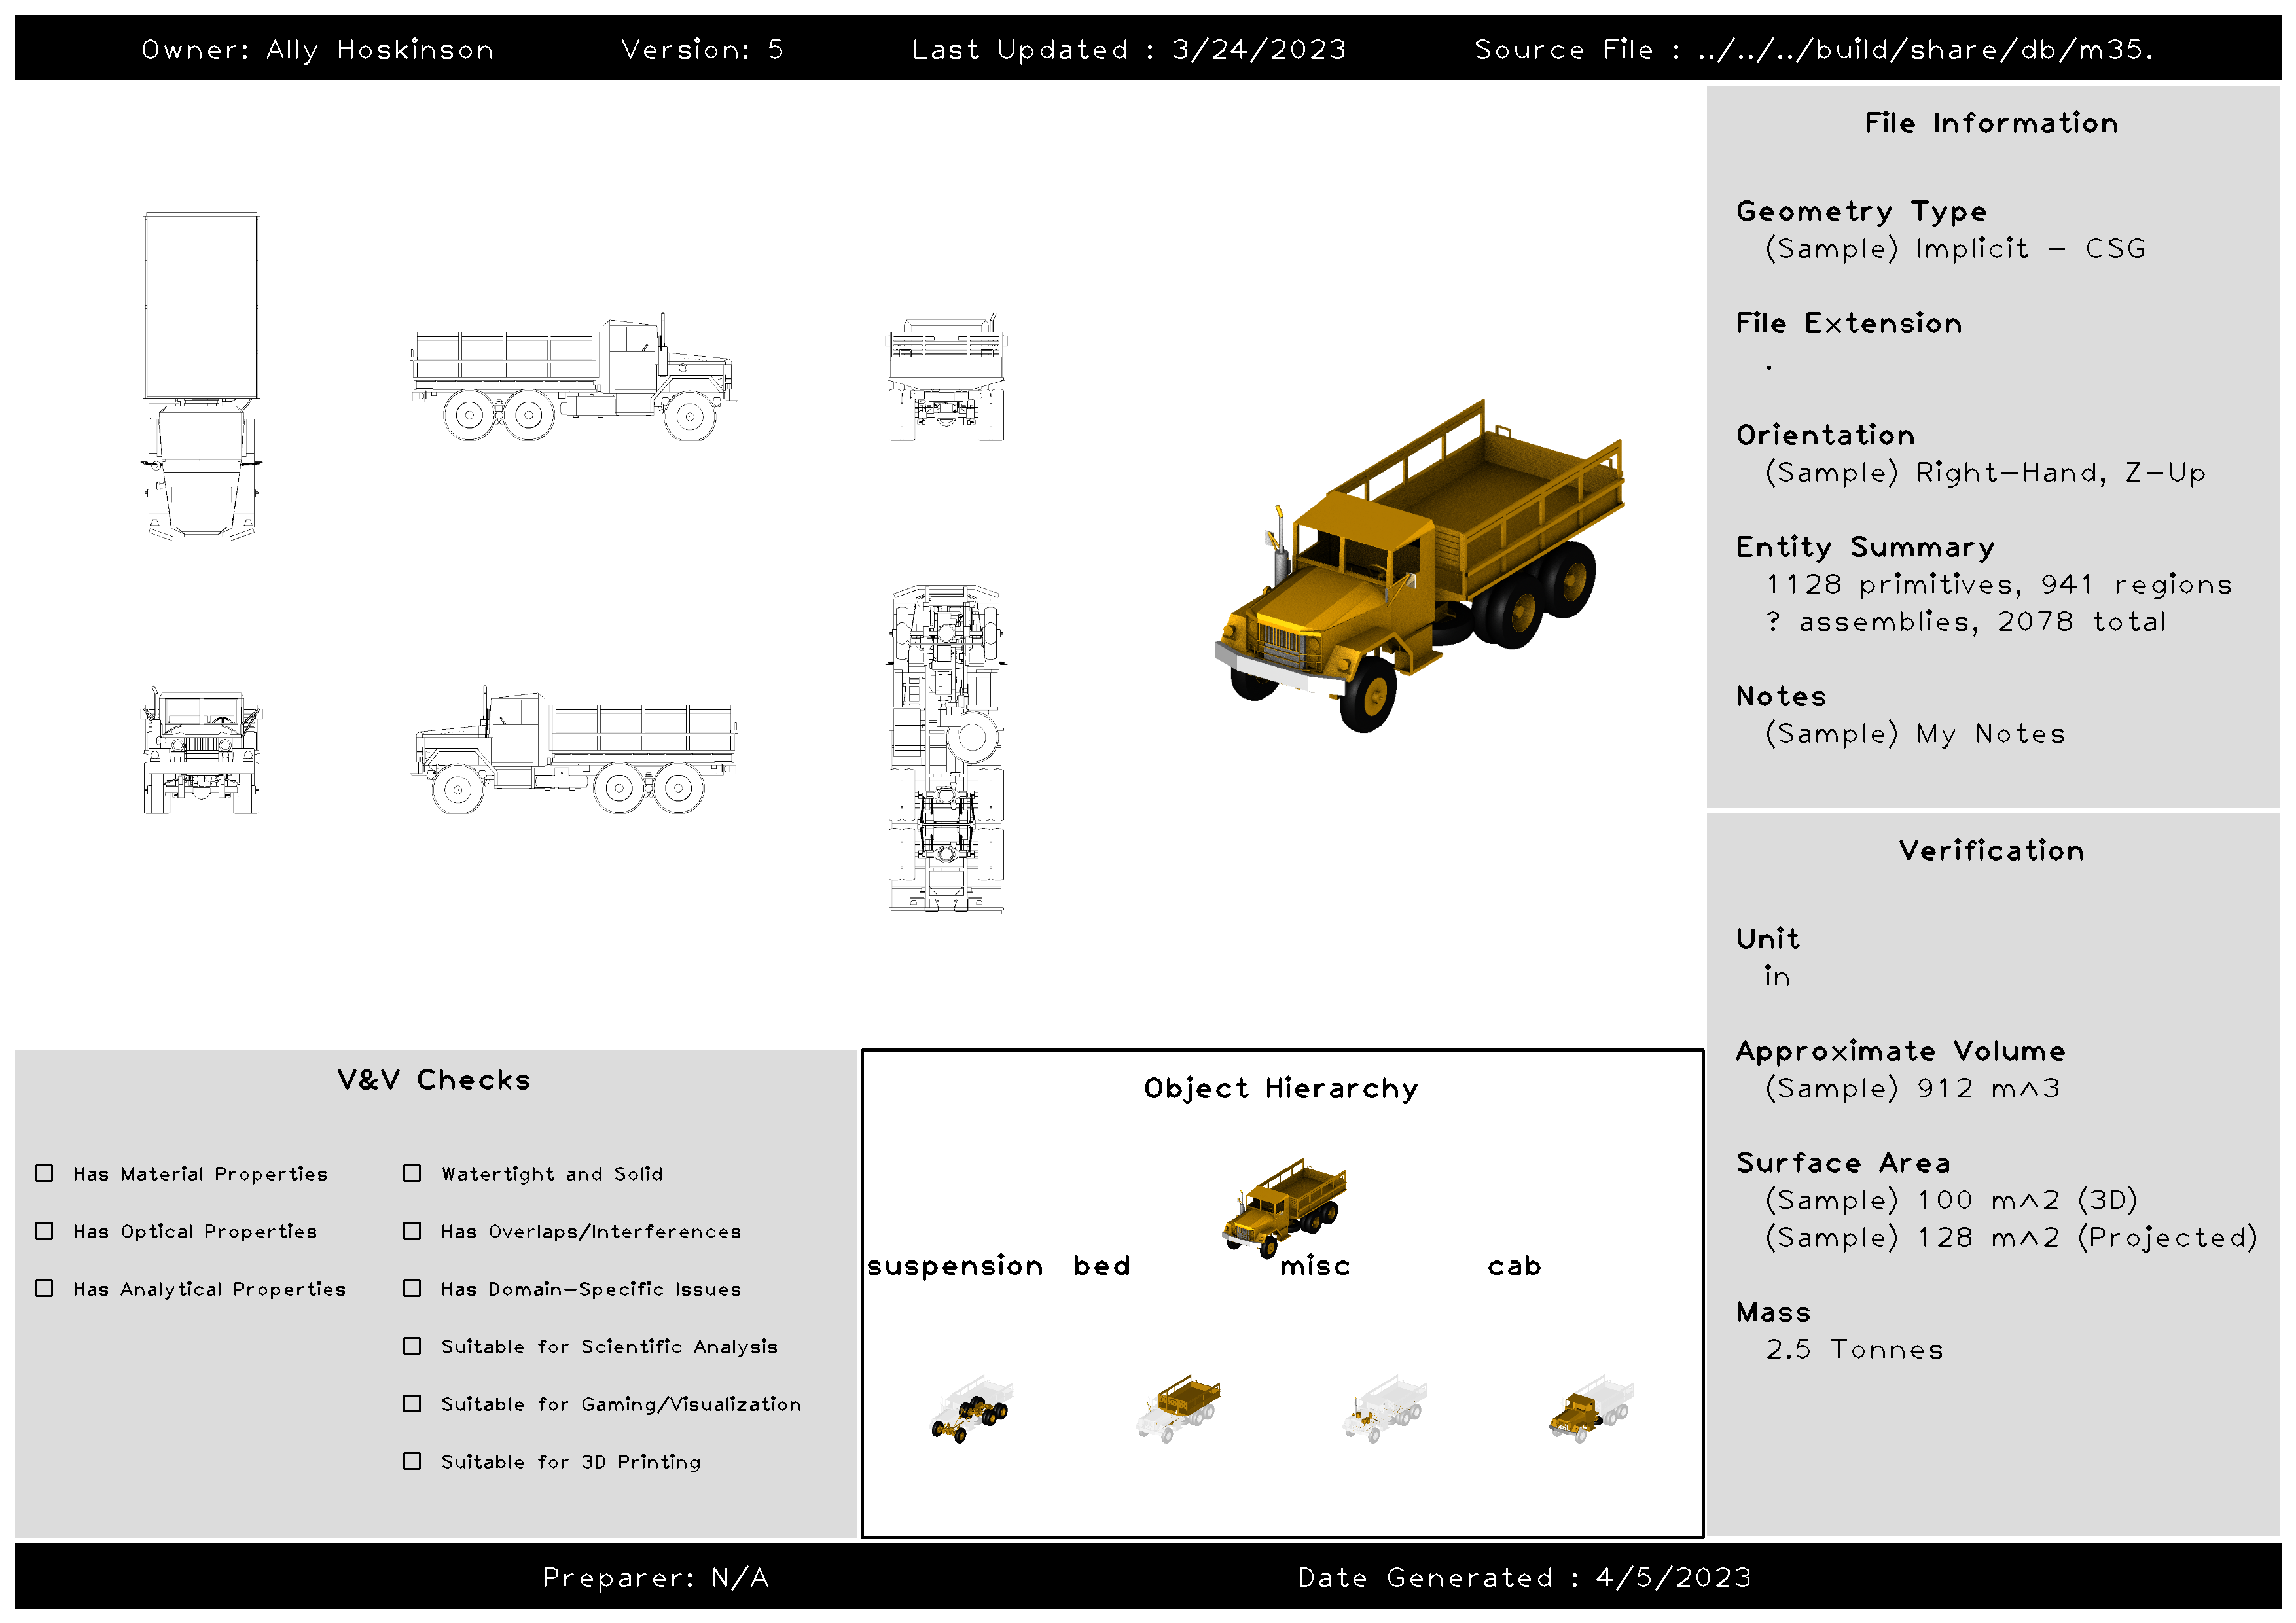 Owner: Ally Hoskinson Version: 5 Last Updated : 3/24/2023 Source File : ../../../build/share/db/m35.
File Information
Geometry Type
(Sample) Implicit - CSG
File Extension
.
Orientation
(Sample) Right-Hand, Z-Up
Entity Summary
1128 primitives, 941 regions
? assemblies, 2078 total
Notes
(Sample) My Notes
Verification
Unit
in
Approximate Volume
(Sample) 912 m^3
Surface Area
(Sample) 100 m^2 (3D)
(Sample) 128 m^2 (Projected)
Mass
2.5 Tonnes
V&V Checks
Has Material Properties
Has Optical Properties
Has Analytical Properties
Watertight and Solid
Has Overlaps/Interferences
Has Domain-Specific Issues
Suitable for Scientific Analysis
Suitable for Gaming/Visualization
Suitable for 3D Printing
Object Hierarchy
suspension bed misc cab
Preparer: N/A Date Generated : 4/5/2023